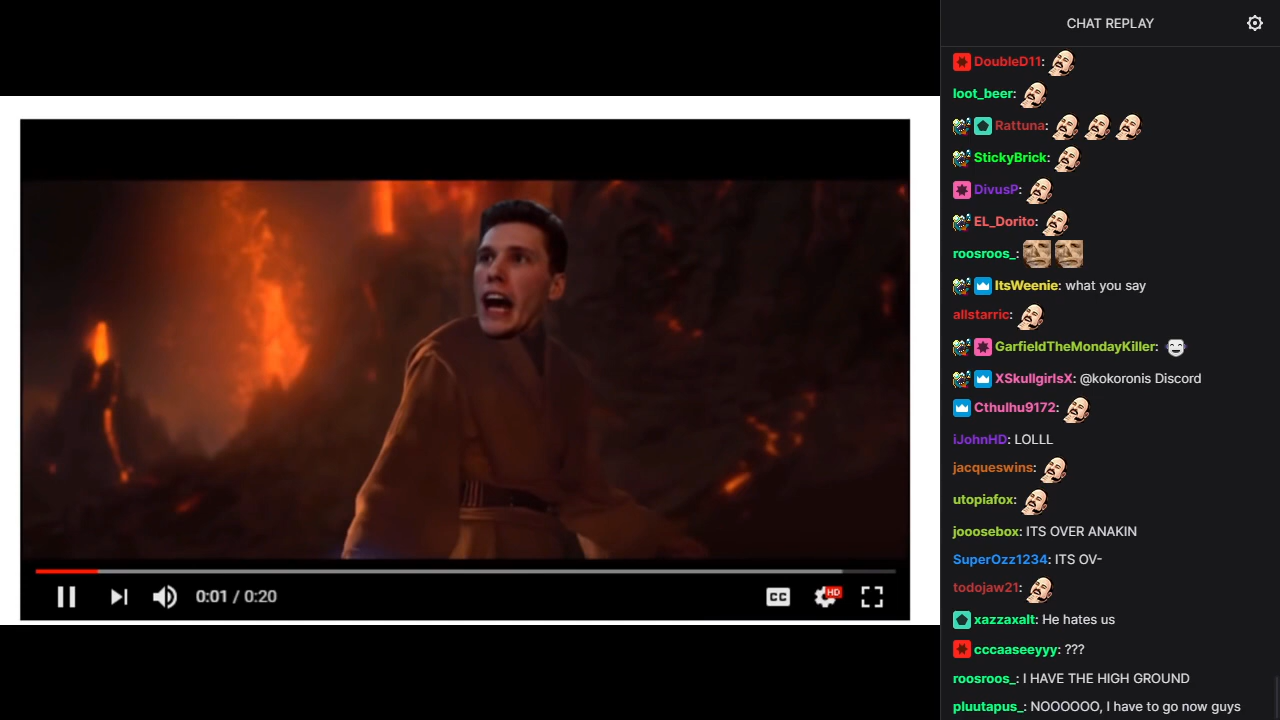 CHAT REPLAY
DoubleD11:
loot_beer:
Rattuna:
StickyBrick:
DivusP:
EL_Dorito:
roosroos_:
ItsWeenie: what you say
allstarric:
GarfieldTheMondayKiller:
XSkullgirlsX: @kokoronis Discord
Cthulhu9172:
iJohnHD: LOLLL
jacqueswins:
utopiafox:
jooosebox: ITS OVER ANAKIN
SuperOzz1234: ITS OV-
todojaw21:
xazzaxalt: He hates us
cccaaseeyyy: ???
roosroos_: I HAVE THE HIGH GROUND
pluutapus_: NOOOOOO, I have to go now guys
0:01 / 0:20
CC
HD